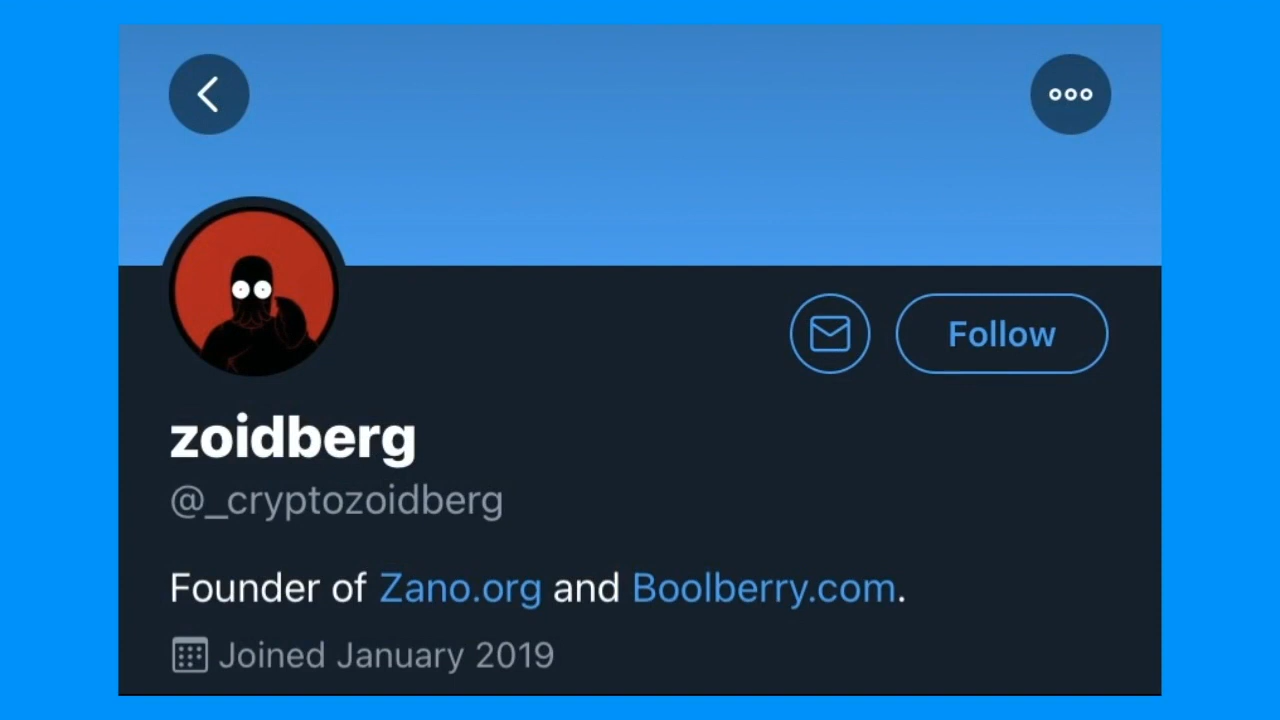 Follow
zoidberg
@_cryptozoidberg
Founder of Zano.org and Boolberry.com.
Joined January 2019